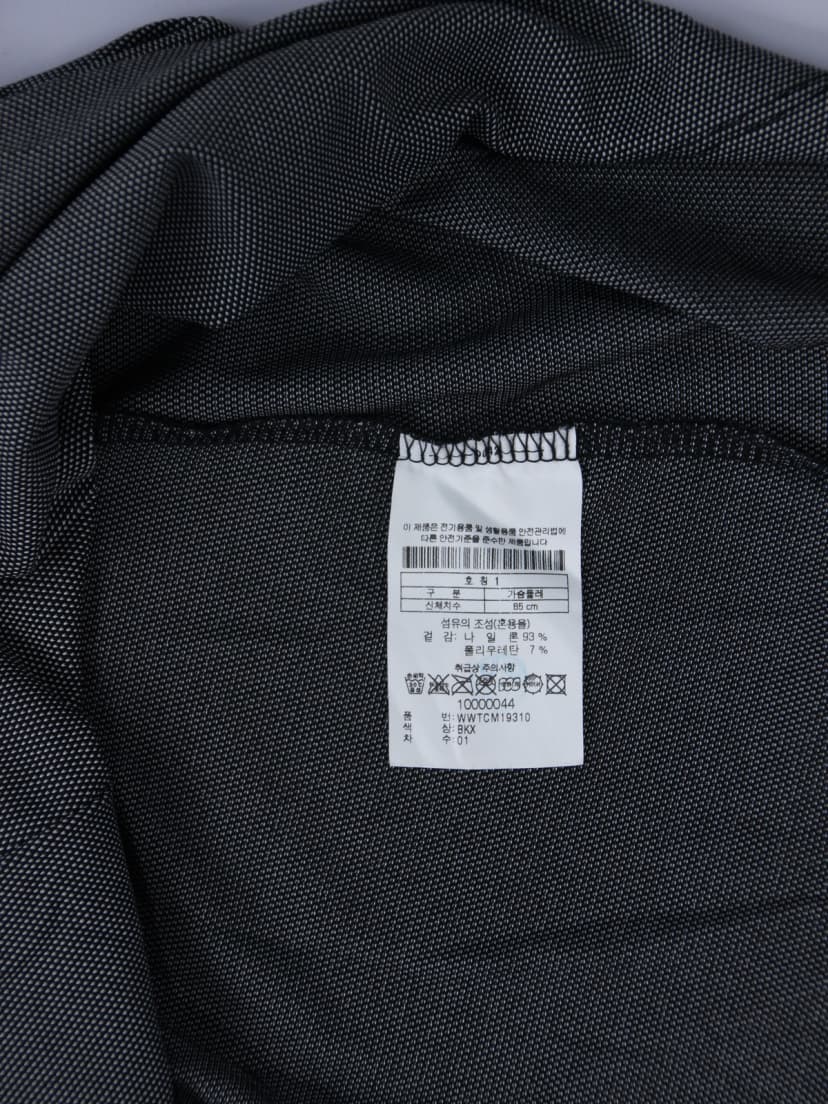 이 제품은 전기용품 및 생활용품 안전관리법에
따른 안전기준을 준수한 제품입니다
호 칭 1
구 분 가슴둘레
신체치수 85 cm
섬유의 조성(혼용율)
겉 감: 나 일 론 93 %
폴리우레탄 7 %
취급상 주의사항
10000044
품 번: WWTCM19310
색 상: BKX
차 수: 01